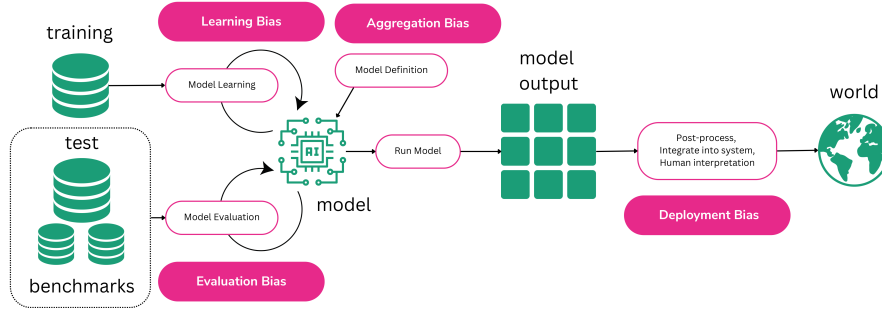 Learning Bias
Aggregation Bias
training
Model Learning
Model Definition
model
output
world
test
AI
Run Model
Post-process,
Integrate into system,
Human interpretation
model
Model Evaluation
Deployment Bias
benchmarks
Evaluation Bias